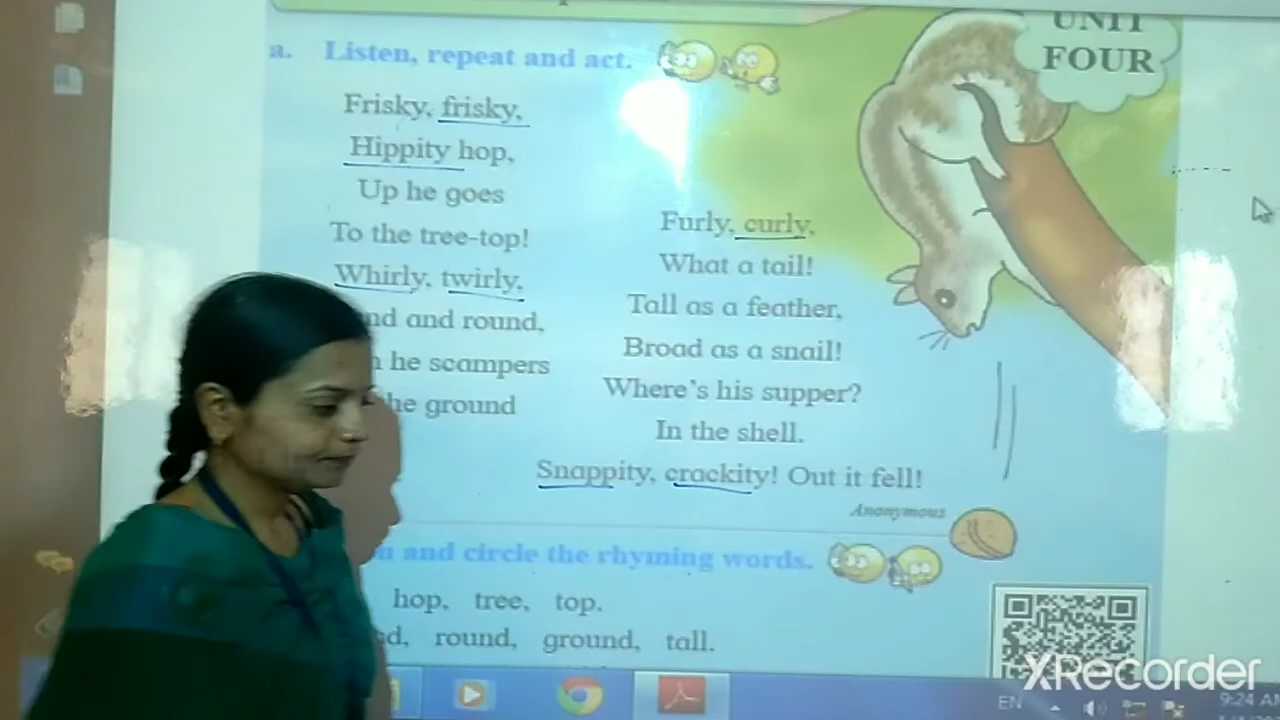 UNIT
FOUR
a. Listen, repeat and act.
Frisky, frisky,
Hippity hop,
Up he goes
To the tree-top!
Whirly, twirly,
and round,
he scampers
ground
Furly, curly,
What a tail!
Tall as a feather,
Broad as a snail!
Where's his supper?
In the shell.
Snappity, crackity! Out it fell!
Anonymous
and circle the rhyming words.
hop, tree, top.
round, ground, tall.
XRecorder
EN
9:24 AM